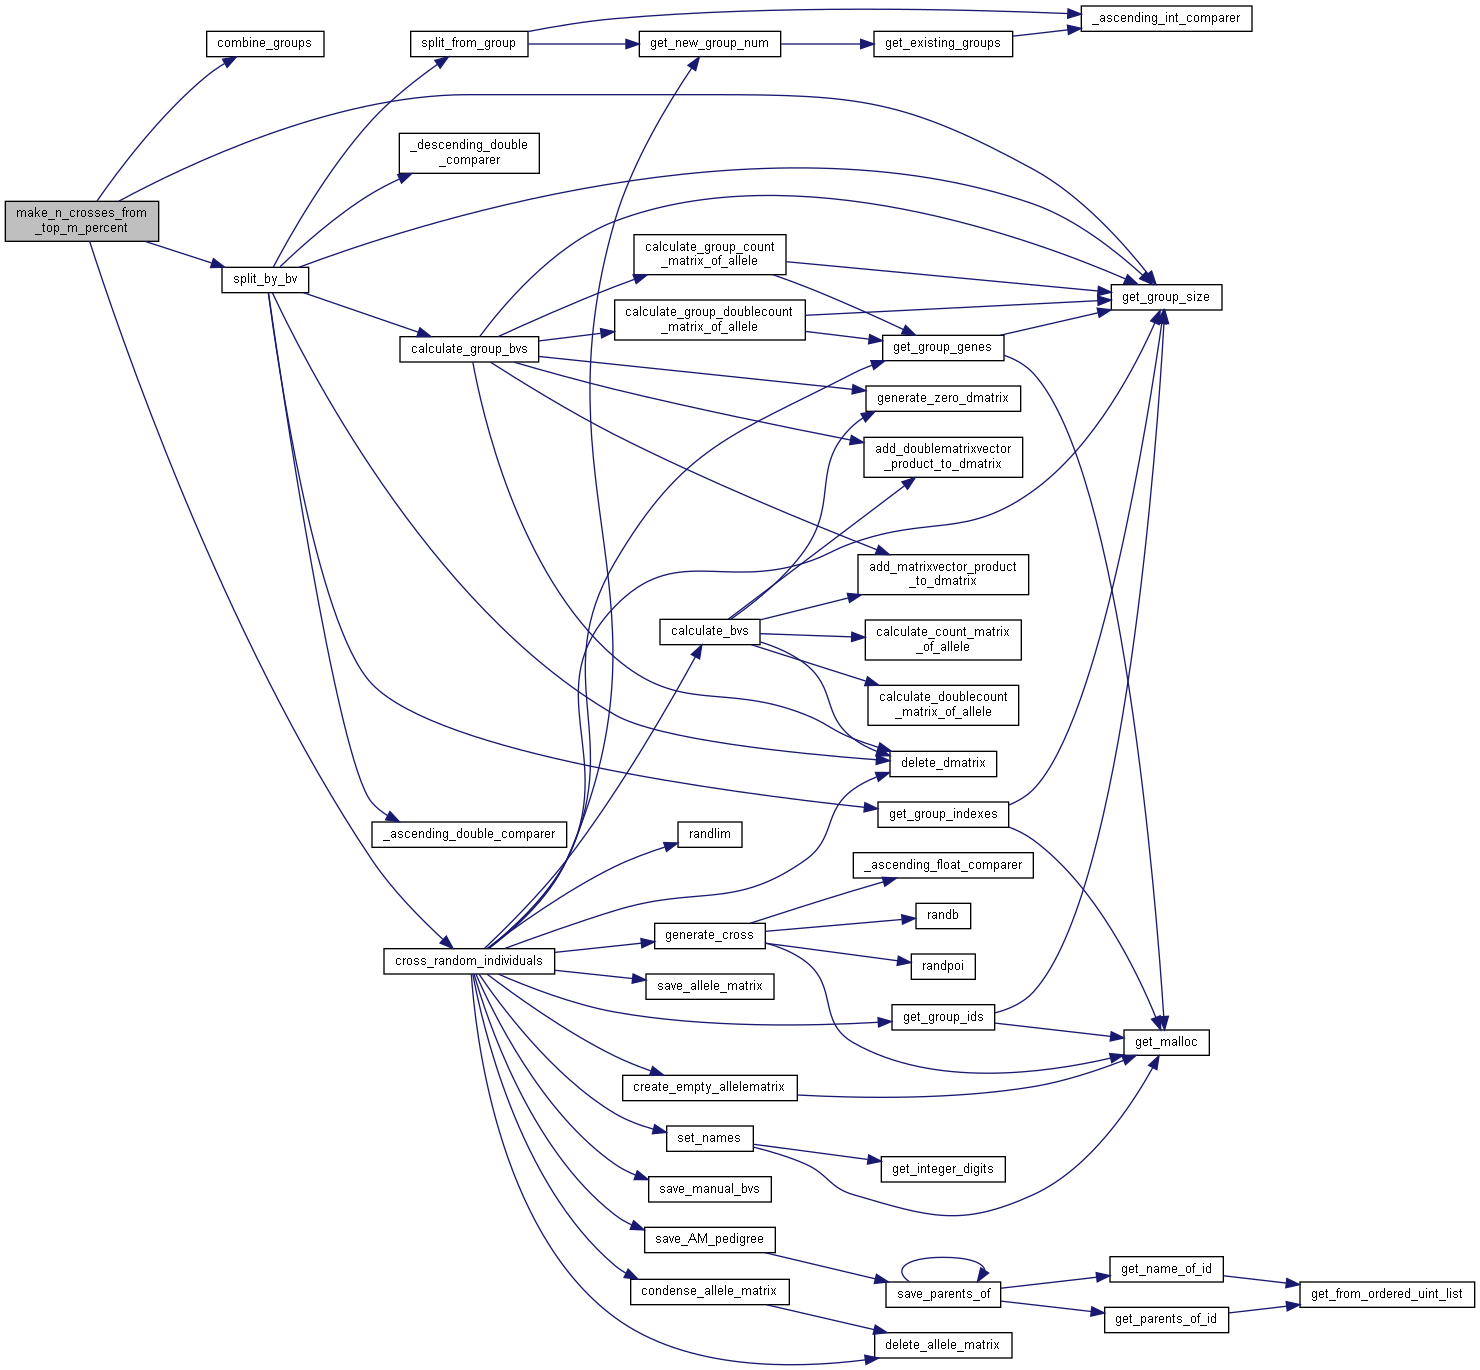 make_n_crosses_from
_top_m_percent
combine_groups
split_by_bv
split_from_group
_descending_double
_comparer
calculate_group_bvs
_ascending_double_comparer
cross_random_individuals
get_new_group_num
calculate_group_count
_matrix_of_allele
calculate_group_doublecount
_matrix_of_allele
calculate_bvs
randlim
generate_cross
save_allele_matrix
create_empty_allelematrix
set_names
save_manual_bvs
save_AM_pedigree
condense_allele_matrix
get_existing_groups
get_group_genes
generate_zero_dmatrix
add_doublematrixvector
_product_to_dmatrix
add_matrixvector_product
_to_dmatrix
calculate_count_matrix
_of_allele
calculate_doublecount
_matrix_of_allele
delete_dmatrix
get_group_indexes
_ascending_float_comparer
randb
randpoi
get_group_ids
get_integer_digits
save_parents_of
delete_allele_matrix
_ascending_int_comparer
get_group_size
get_malloc
get_name_of_id
get_parents_of_id
get_from_ordered_uint_list